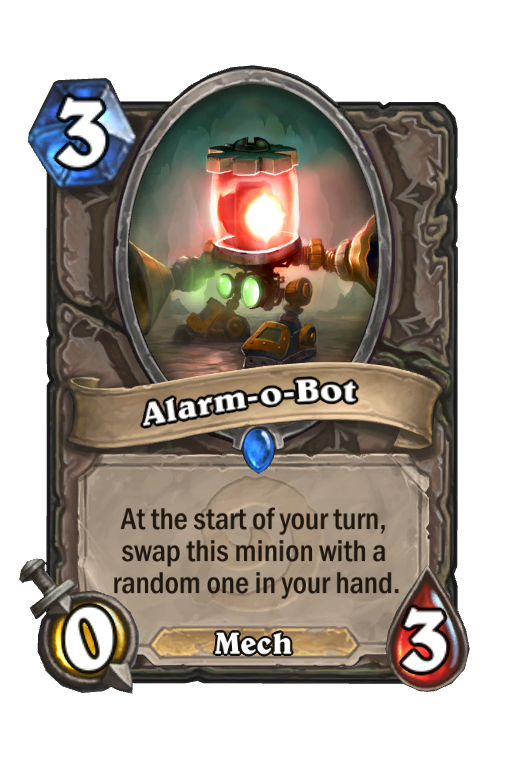 3
Alarm-o-Bot
At the start of your turn,
swap this minion with a
random one in your hand.
0
Mech
3